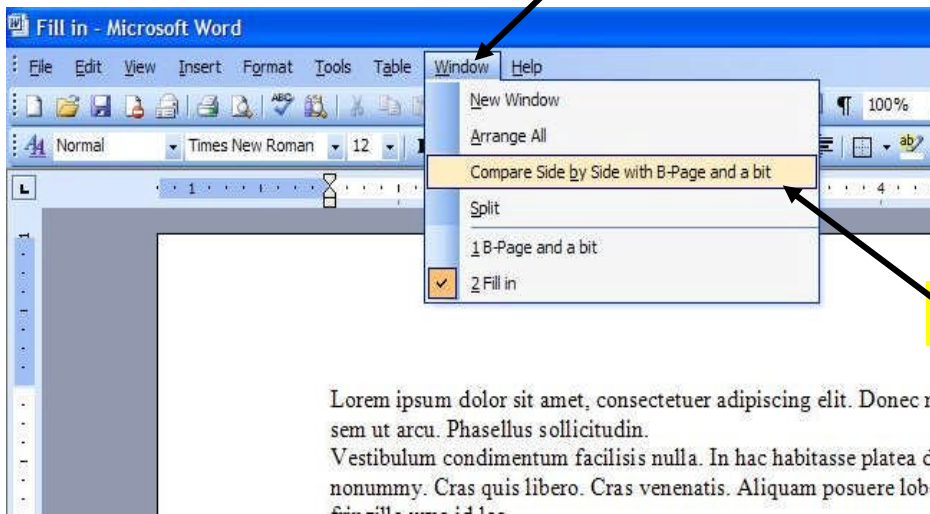 Fill in - Microsoft Word
File Edit View Insert Format Tools Table Window Help
ABC ¶ 100%
Normal Times New Roman 12 ab
L 1 4
New Window
Arrange All
Compare Side by Side with B-Page and a bit
Split
1 B-Page and a bit
2 Fill in
Lorem ipsum dolor sit amet, consectetuer adipiscing elit. Donec
sem ut arcu. Phasellus sollicitudin.
Vestibulum condimentum facilisis nulla. In hac habitasse platea
nonummy. Cras quis libero. Cras venenatis. Aliquam posuere lob